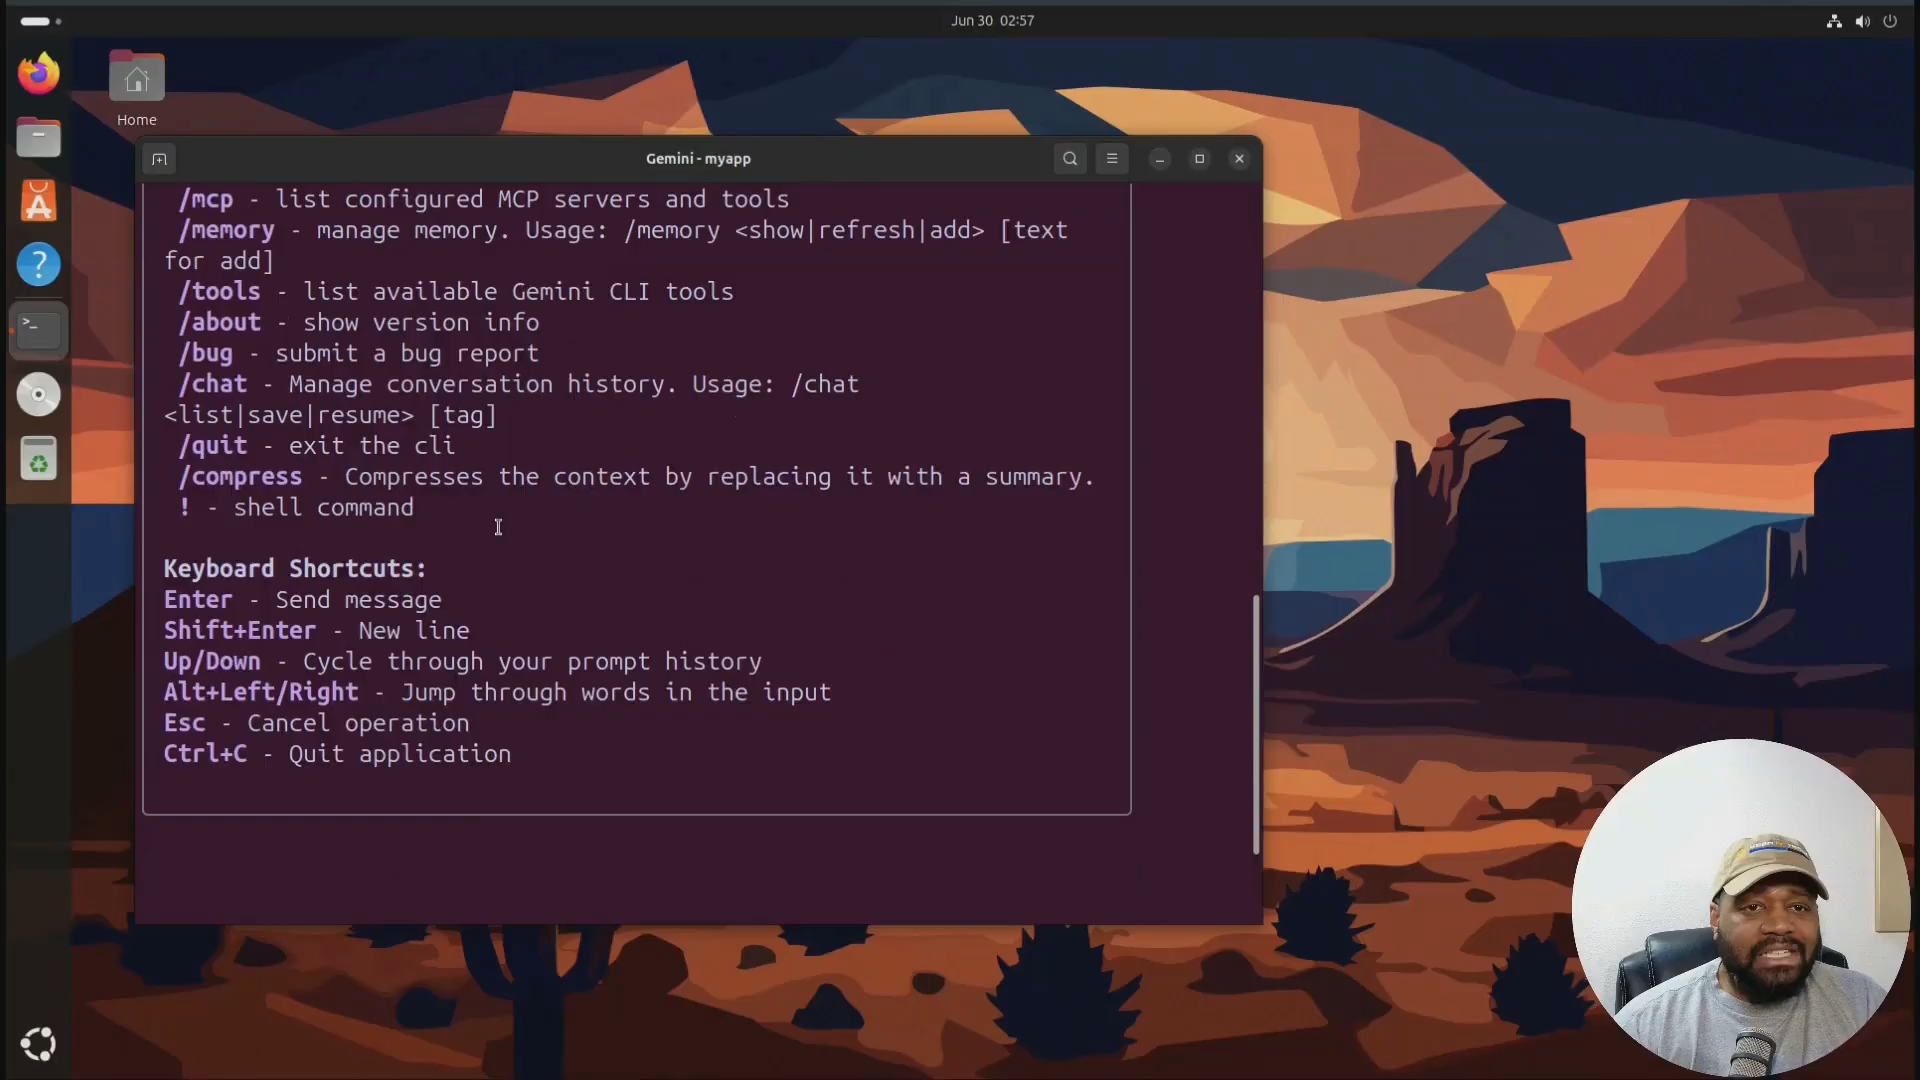 Jun 30 02:57
Home
Gemini - myapp
/mcp - list configured MCP servers and tools
/memory - manage memory. Usage: /memory <show|refresh|add> [text
for add]
/tools - list available Gemini CLI tools
/about - show version info
/bug - submit a bug report
/chat - Manage conversation history. Usage: /chat
<list|save|resume> [tag]
/quit - exit the cli
/compress - Compresses the context by replacing it with a summary.
! - shell command
Keyboard Shortcuts:
Enter - Send message
Shift+Enter - New line
Up/Down - Cycle through your prompt history
Alt+Left/Right - Jump through words in the input
Esc - Cancel operation
Ctrl+C - Quit application